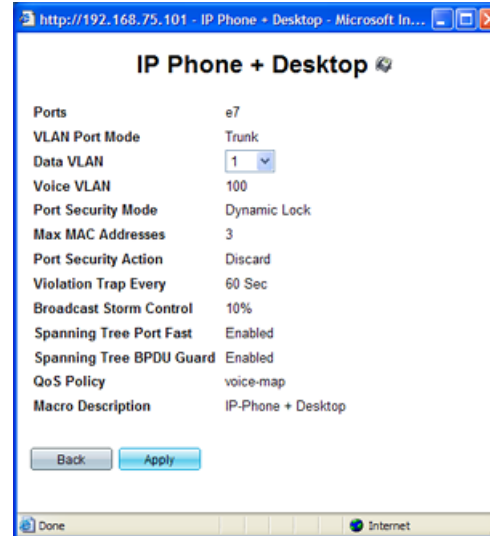 http://192.168.75.101 - IP Phone + Desktop - Microsoft In...
IP Phone + Desktop
Ports e7
VLAN Port Mode Trunk
Data VLAN 1
Voice VLAN 100
Port Security Mode Dynamic Lock
Max MAC Addresses 3
Port Security Action Discard
Violation Trap Every 60 Sec
Broadcast Storm Control 10%
Spanning Tree Port Fast Enabled
Spanning Tree BPDU Guard Enabled
QoS Policy voice-map
Macro Description IP-Phone + Desktop
Back Apply
Done Internet